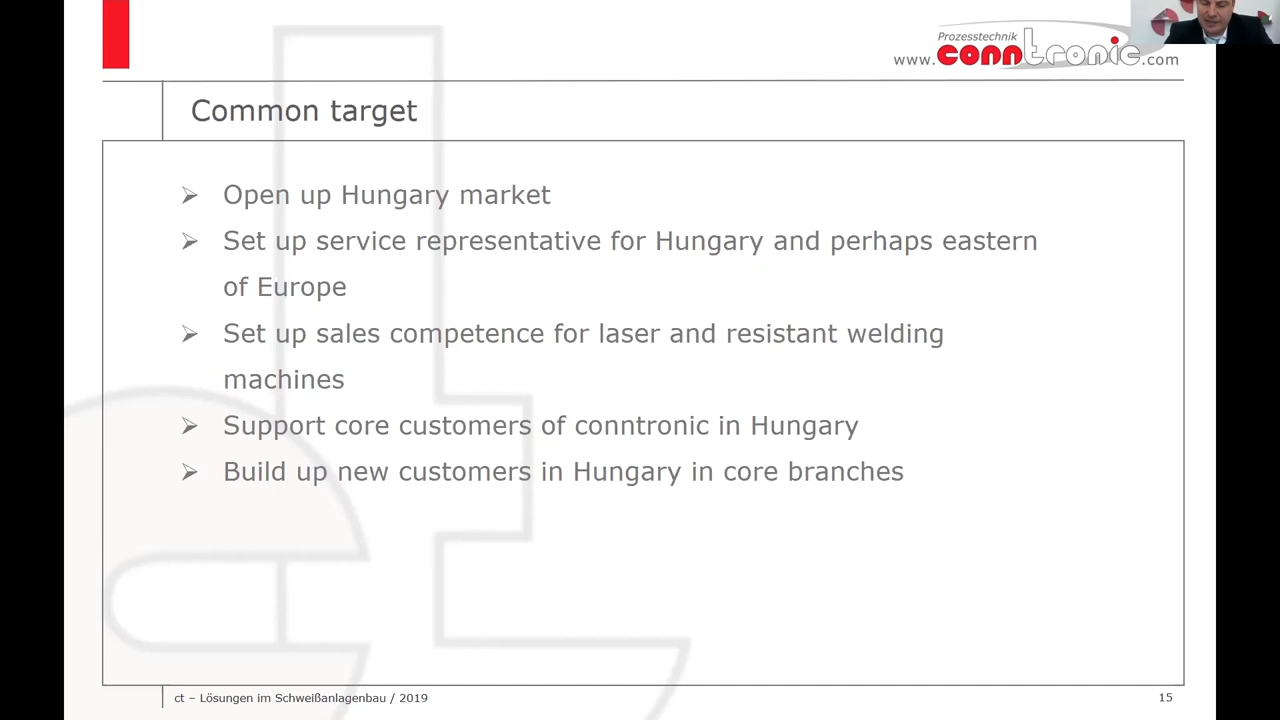 Prozesstechnik
www.conntronic.com
Common target
Open up Hungary market
Set up service representative for Hungary and perhaps eastern
of Europe
Set up sales competence for laser and resistant welding
machines
Support core customers of conntronic in Hungary
Build up new customers in Hungary in core branches
ct – Lösungen im Schweißanlagenbau / 2019
15